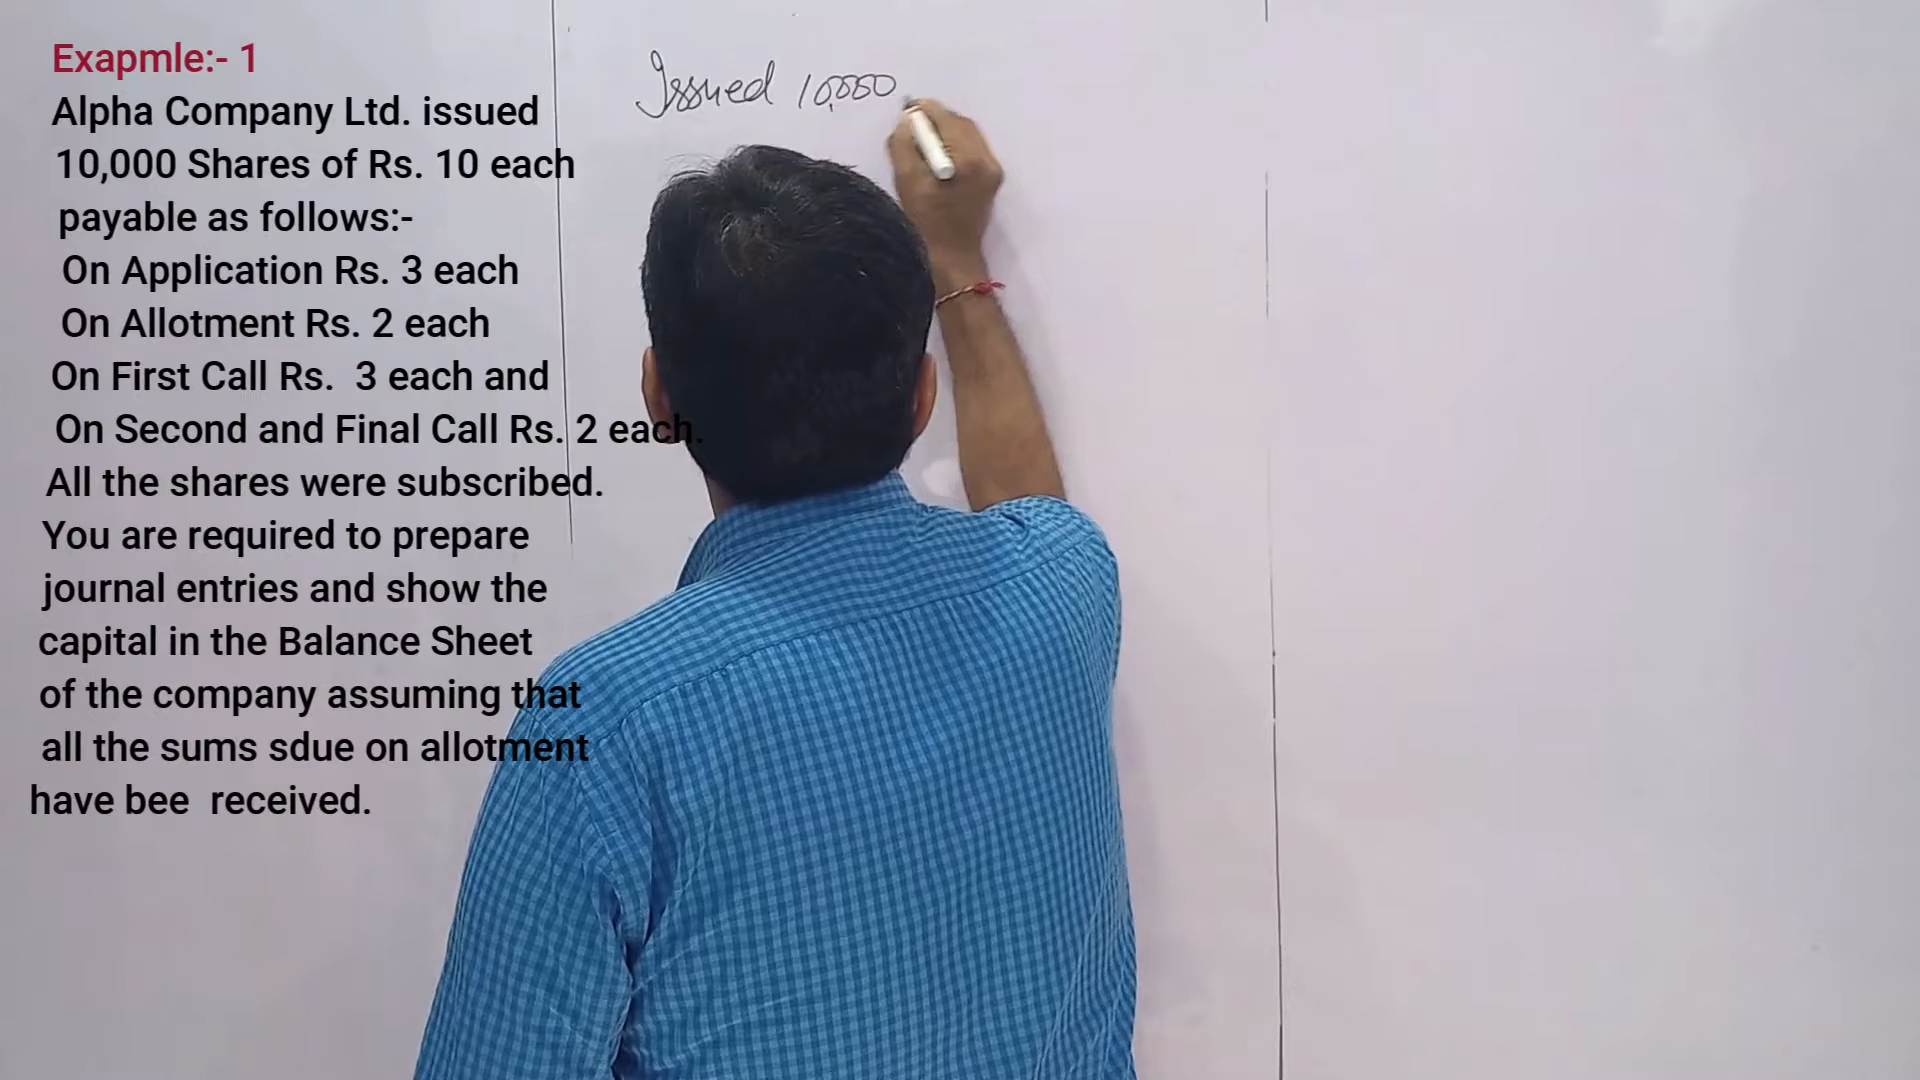 Exapmle:- 1
Alpha Company Ltd. issued
10,000 Shares of Rs. 10 each
payable as follows:-
On Application Rs. 3 each
On Allotment Rs. 2 each
On First Call Rs. 3 each and
On Second and Final Call Rs. 2 each.
All the shares were subscribed.
You are required to prepare
journal entries and show the
capital in the Balance Sheet
of the company assuming that
all the sums sdue on allotment
have bee received.
Issued 10,000